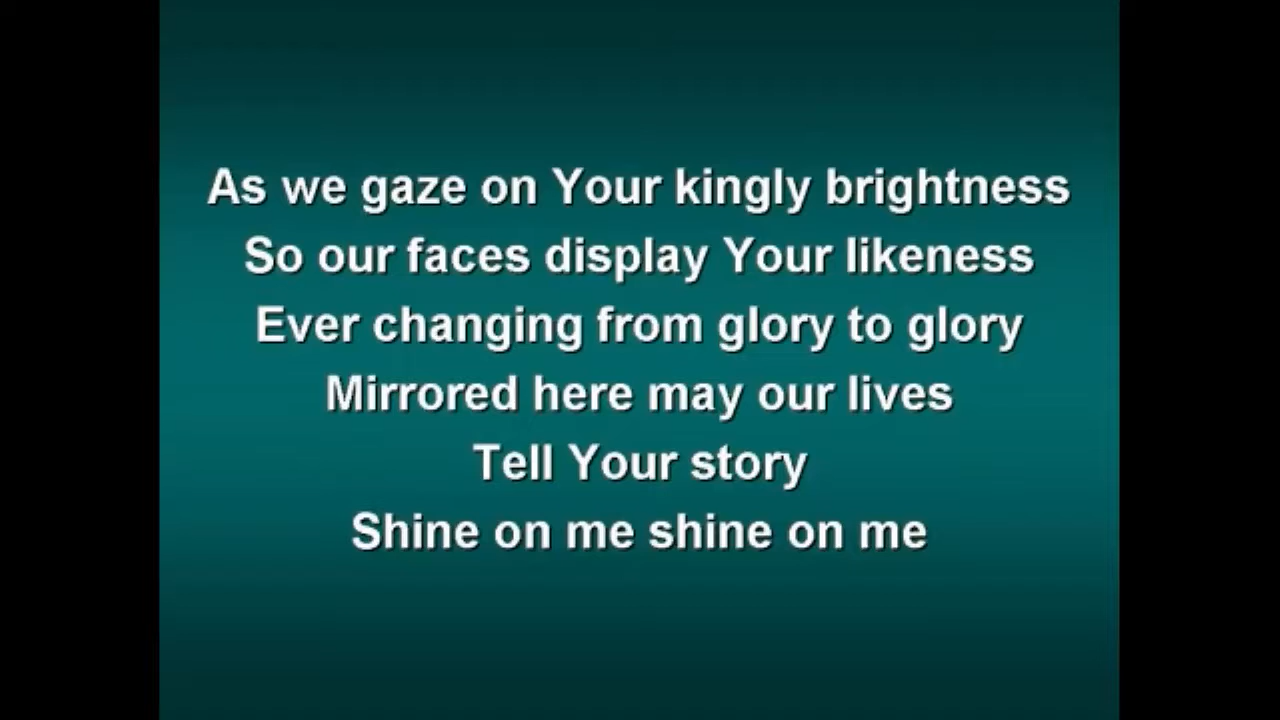 As we gaze on Your kingly brightness
So our faces display Your likeness
Ever changing from glory to glory
Mirrored here may our lives
Tell Your story
Shine on me shine on me